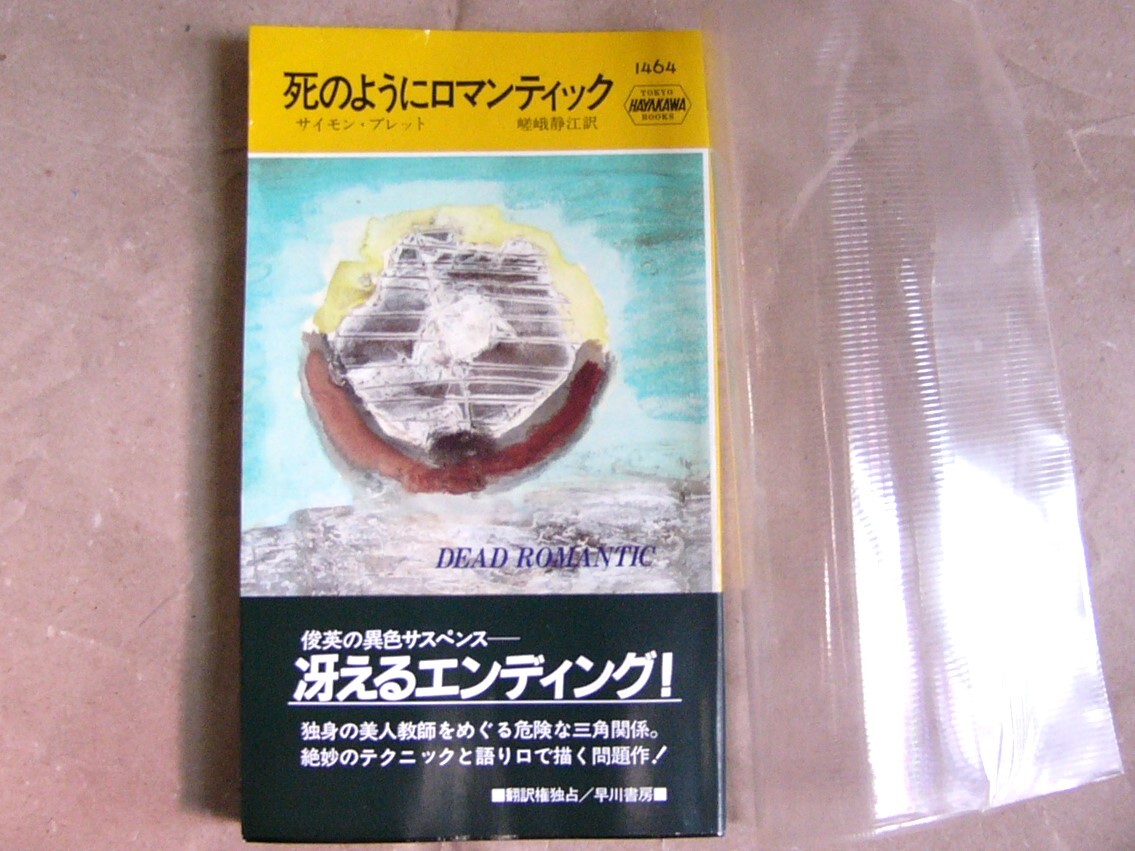 1464
死のようにロマンティック
TOKYO
HAYAKAWA
BOOKS
サイモン・ブレット 嵯峨静江訳
DEAD ROMANTIC
俊英の異色サスペンス──
冴えるエンディング!
独身の美人教師をめぐる危険な三角関係。
絶妙のテクニックと語り口で描く問題作!
■翻訳権独占/早川書房■